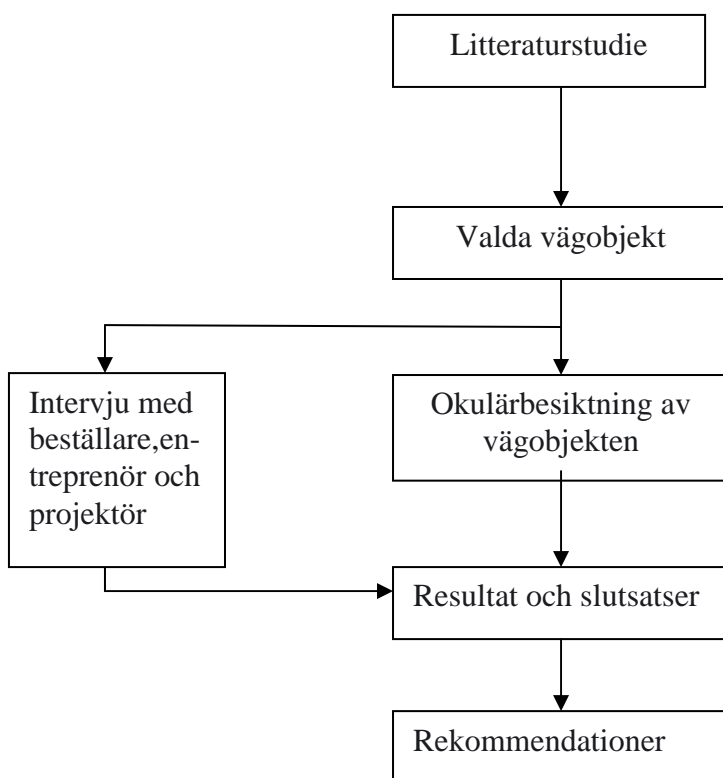 Litteraturstudie
Valda vägobjekt
Intervju med
beställare,en-
treprenör och
projektör
Okulärbesiktning av
vägobjekten
Resultat och slutsatser
Rekommendationer